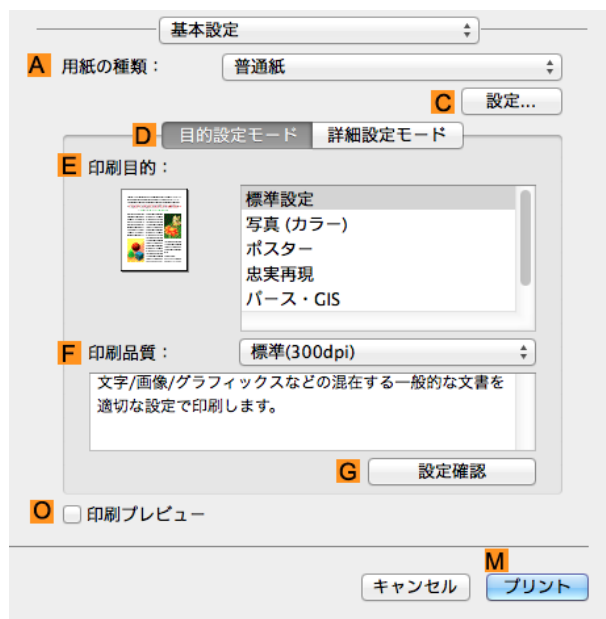 基本設定
A 用紙の種類： 普通紙
C 設定...
D 目的設定モード 詳細設定モード
E 印刷目的：
標準設定
写真 (カラー)
ポスター
忠実再現
パース・GIS
F 印刷品質： 標準(300dpi)
文字/画像/グラフィックスなどの混在する一般的な文書を
適切な設定で印刷します。
G 設定確認
O 印刷プレビュー
M
キャンセル プリント